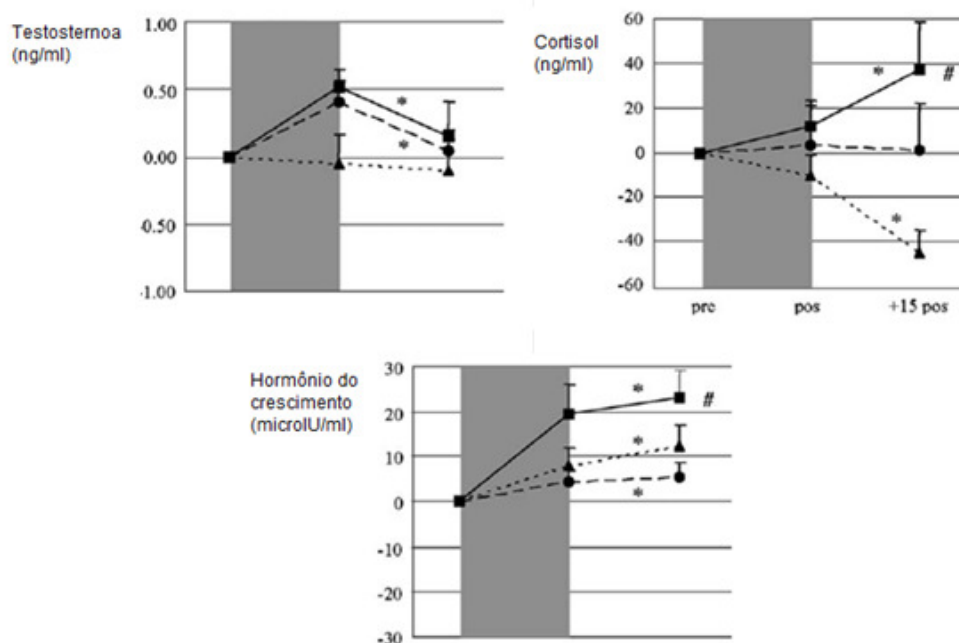 Testosternoa
(ng/ml)
1.00
0.50
0.00
-0.50
-1.00
*
*
Cortisol
(ng/ml)
60
40
20
0
-20
-40
-60
*
#
*
pre
pos
+15 pos
Hormônio do
crescimento
(microIU/ml)
30
20
10
0
-10
-20
-30
*
#
*
*